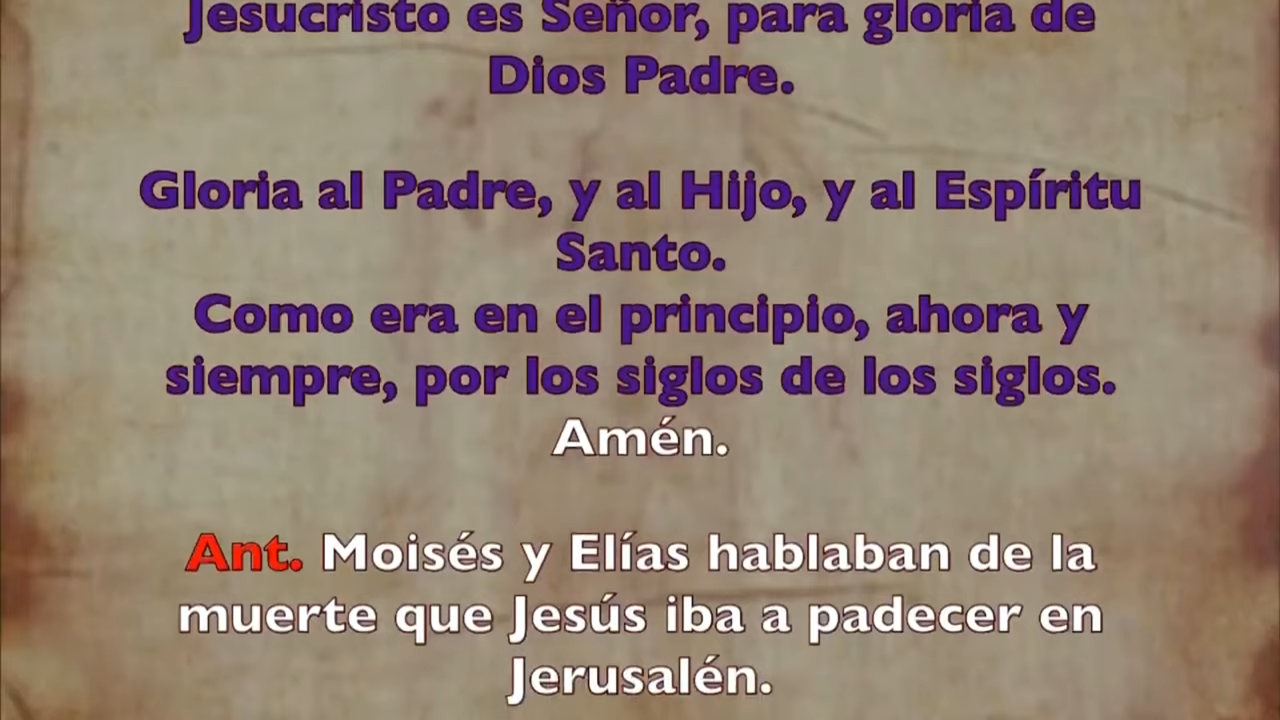 Jesucristo es Señor, para gloria de
Dios Padre.
Gloria al Padre, y al Hijo, y al Espíritu
Santo.
Como era en el principio, ahora y
siempre, por los siglos de los siglos.
Amén.
Ant. Moisés y Elías hablaban de la
muerte que Jesús iba a padecer en
Jerusalén.